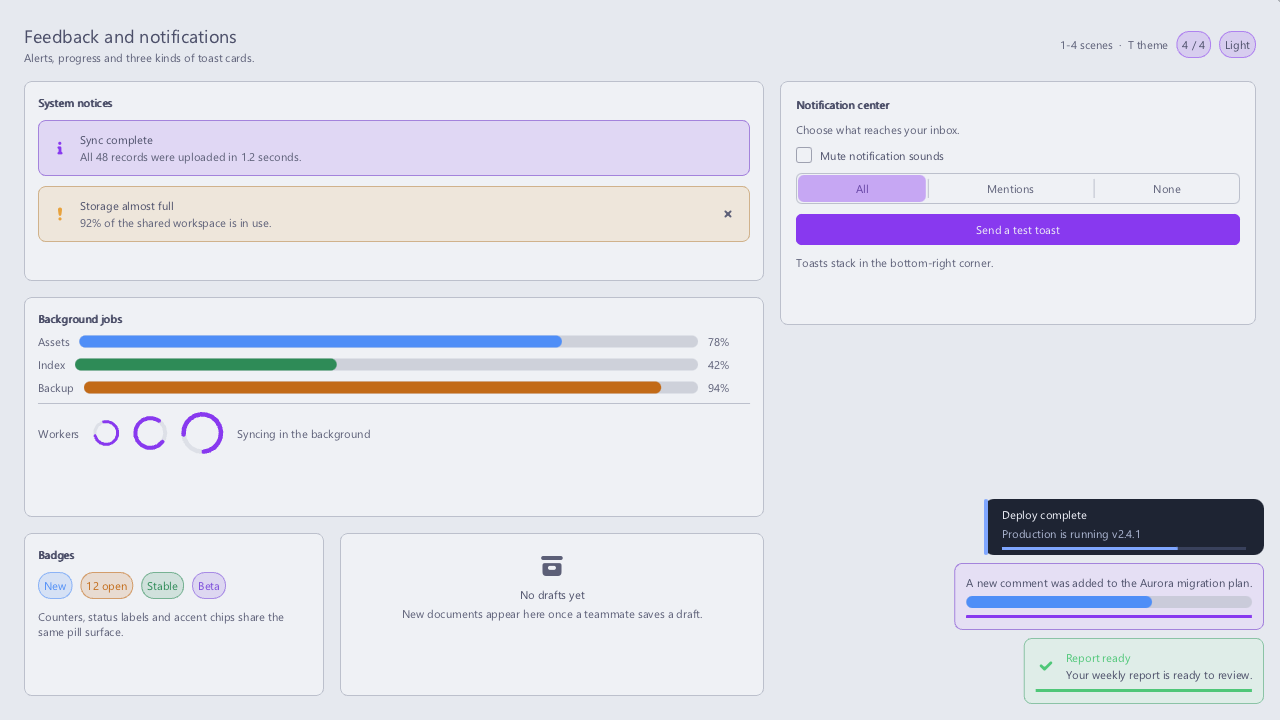 Feedback and notifications
Alerts, progress and three kinds of toast cards.
1-4 scenes · T theme
4 / 4
Light
System notices
Sync complete
All 48 records were uploaded in 1.2 seconds.
Storage almost full
92% of the shared workspace is in use.
Notification center
Choose what reaches your inbox.
Mute notification sounds
All
Mentions
None
Send a test toast
Toasts stack in the bottom-right corner.
Background jobs
Assets 78%
Index 42%
Backup 94%
Workers
Syncing in the background
Badges
New
12 open
Stable
Beta
Counters, status labels and accent chips share the
same pill surface.
No drafts yet
New documents appear here once a teammate saves a draft.
Deploy complete
Production is running v2.4.1
A new comment was added to the Aurora migration plan.
Report ready
Your weekly report is ready to review.